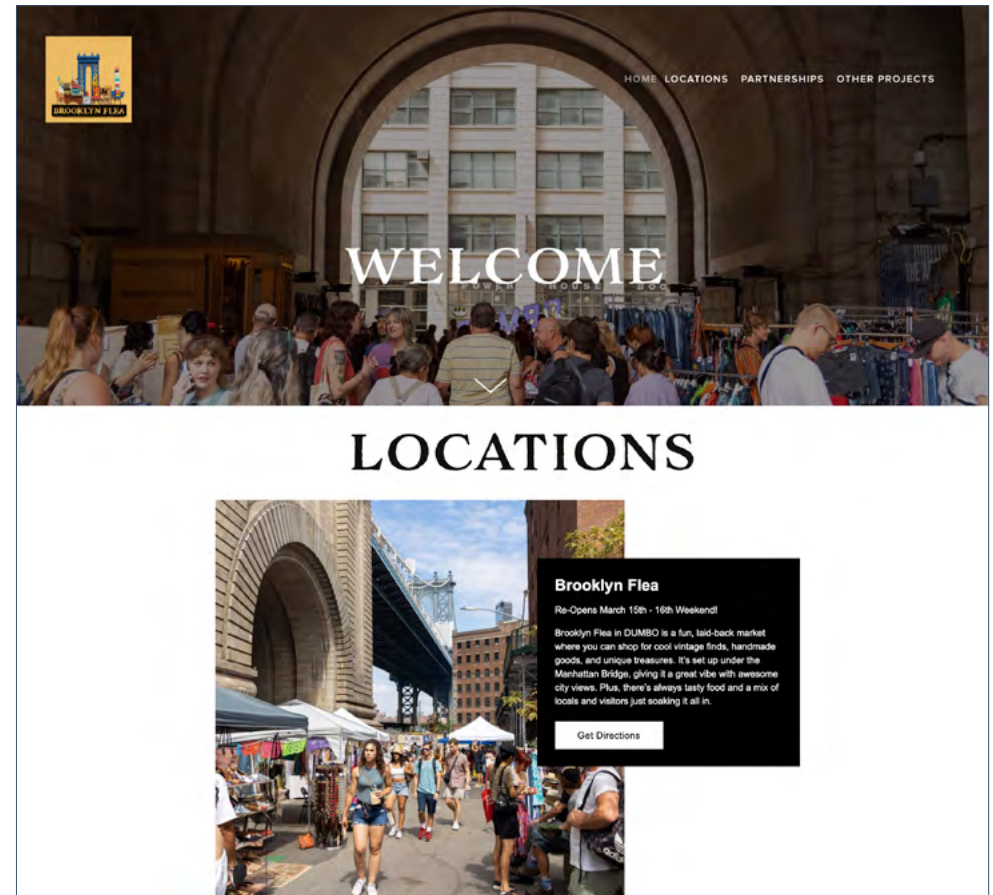 BROOKLYN FLEA
HOME LOCATIONS PARTNERSHIPS OTHER PROJECTS
WELCOME
POWER HOUSE
LOCATIONS
Brooklyn Flea
Re-Opens March 15th - 16th Weekend!
Brooklyn Flea in DUMBO is a fun, laid-back market
where you can shop for cool vintage finds, handmade
goods, and unique treasures. It's set up under the
Manhattan Bridge, giving it a great vibe with awesome
city views. Plus, there's always tasty food and a mix of
locals and visitors just soaking it all in.
Get Directions